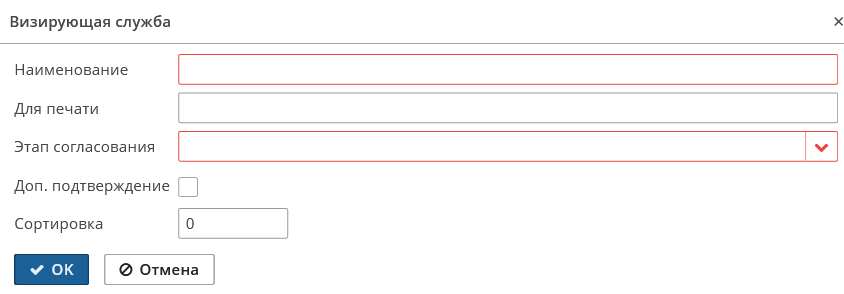 Визирующая служба
Наименование
Для печати
Этап согласования
Доп. подтверждение
Сортировка 0
OK Отмена